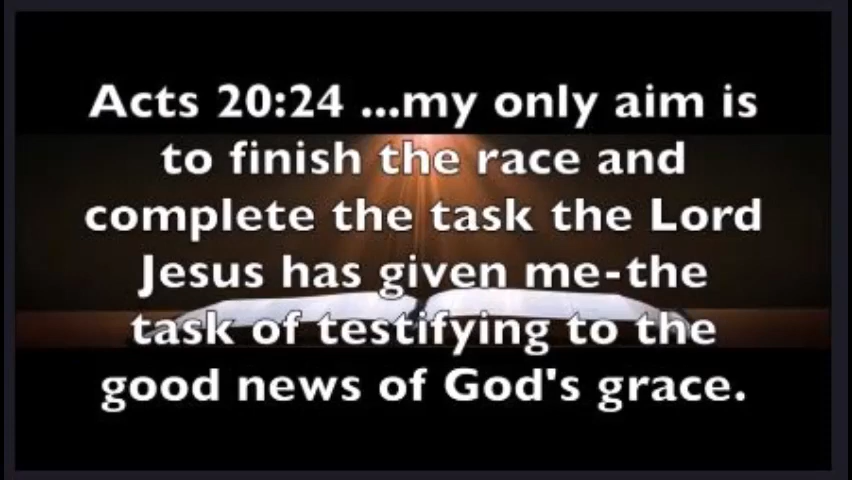 Acts 20:24 ...my only aim is
to finish the race and
complete the task the Lord
Jesus has given me-the
task of testifying to the
good news of God's grace.